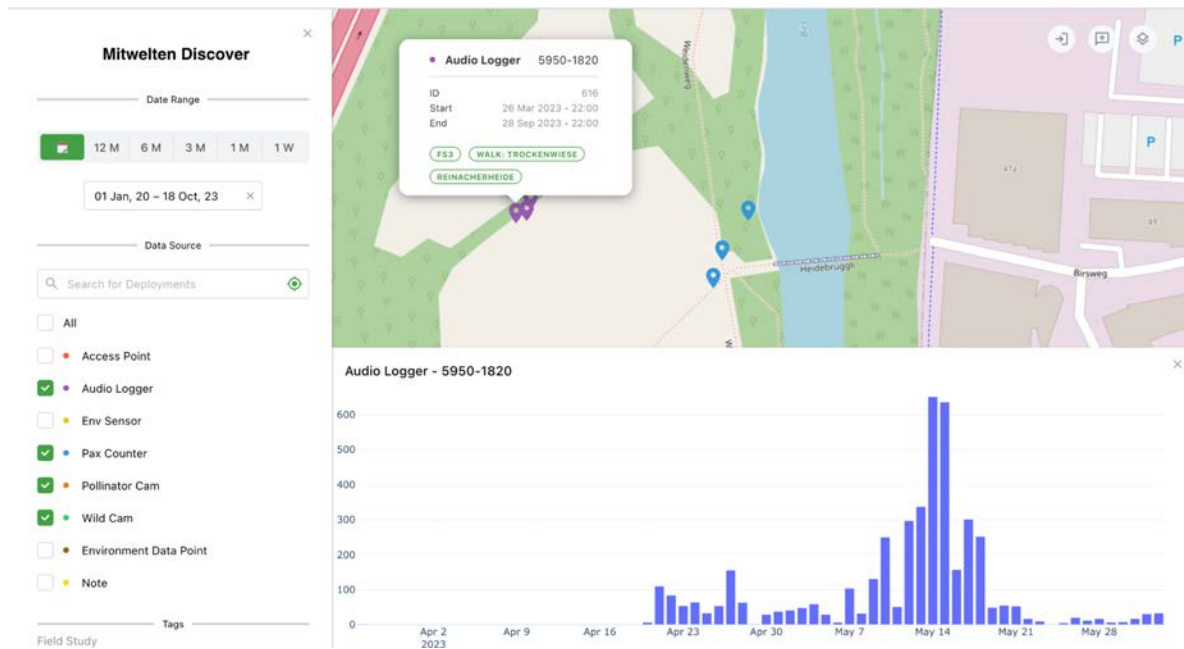 Mitwelten Discover
Date Range
12 M 6 M 3 M 1 M 1 W
01 Jan, 20 – 18 Oct, 23
Data Source
Search for Deployments
All
Access Point
Audio Logger
Env Sensor
Pax Counter
Pollinator Cam
Wild Cam
Environment Data Point
Note
Tags
Field Study
Audio Logger 5950-1820
ID 616
Start 26 Mar 2023 • 22:00
End 28 Sep 2023 • 22:00
FS3 WALK: TROCKENWIESE
REINACHERHEIDE
Weidenweg
Heidebrüggli
47a
P
P
49
Birsweg
Audio Logger - 5950-1820
600
500
400
300
200
100
0
Apr 2 Apr 9 Apr 16 Apr 23 Apr 30 May 7 May 14 May 21 May 28
2023